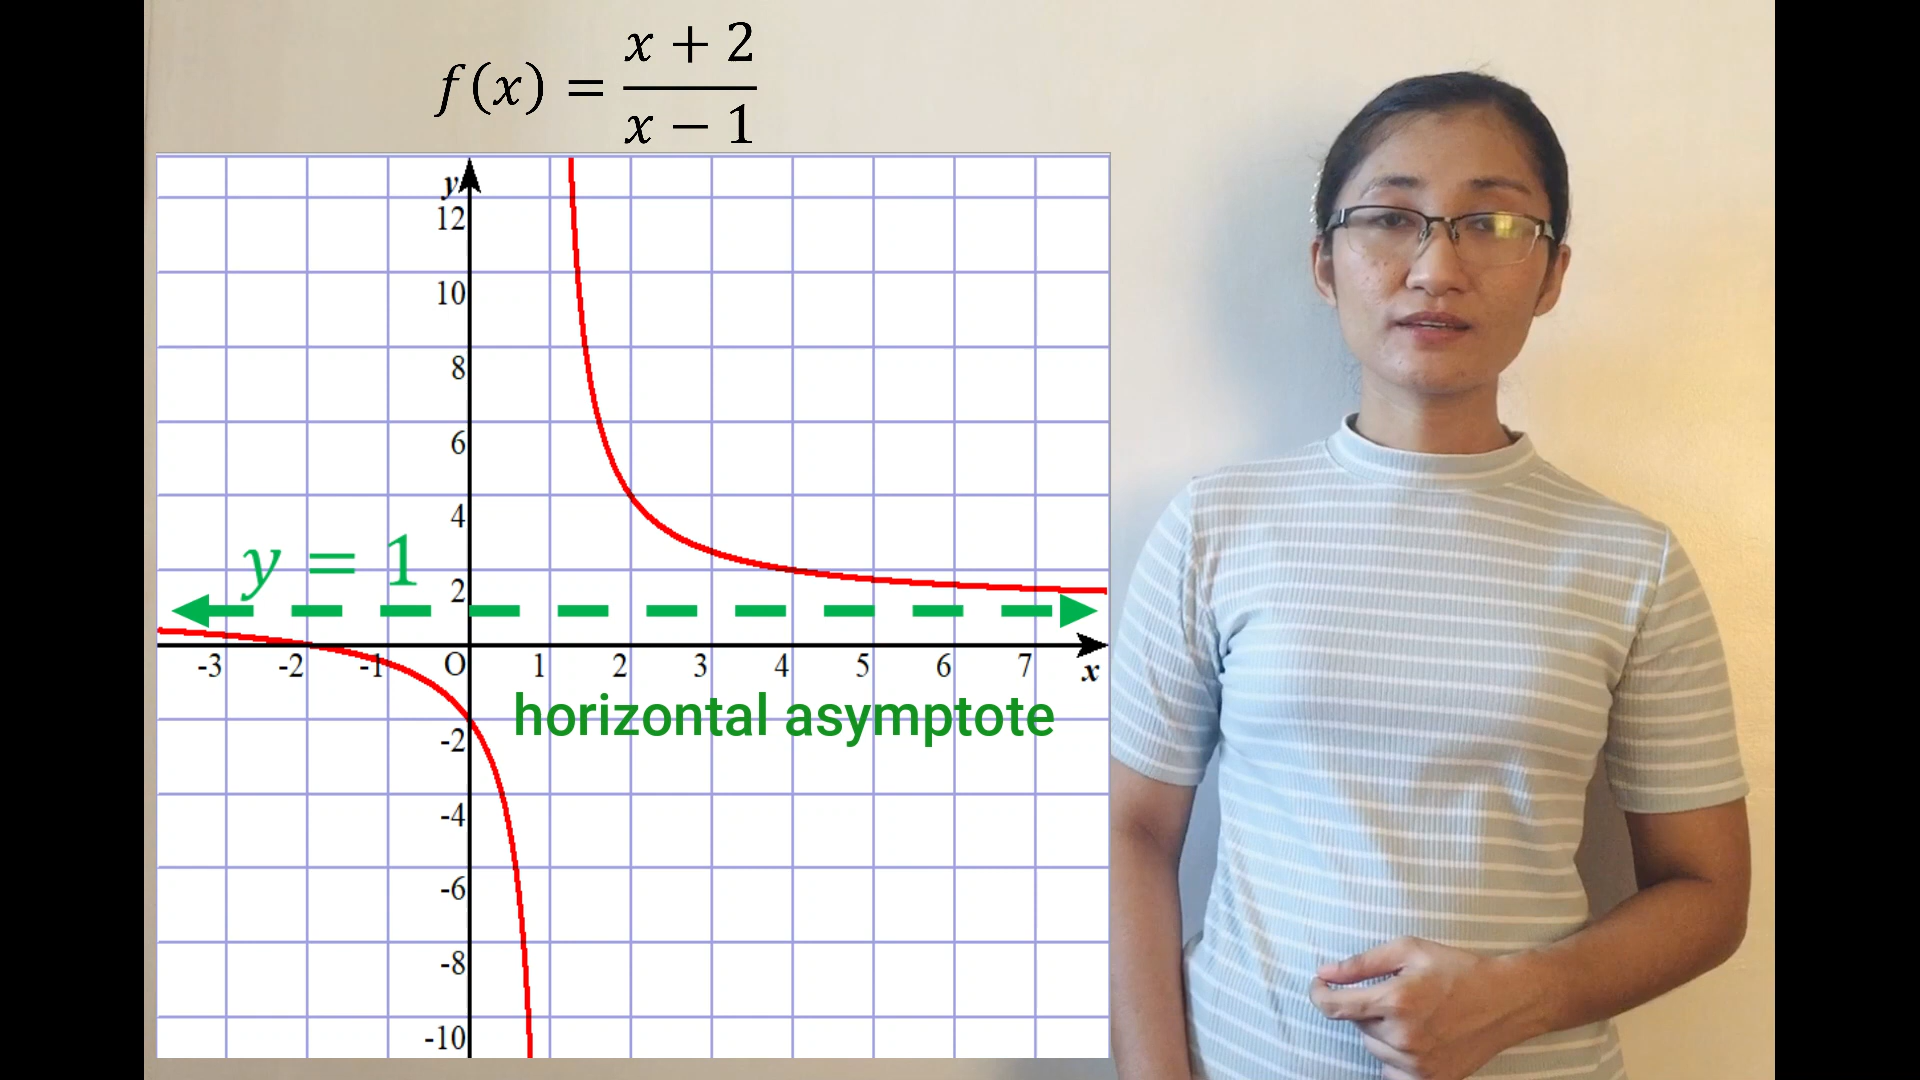 f(x) = (x + 2)/(x − 1)
y
12
10
8
6
4
y = 1
2
-3 -2 -1 O 1 2 3 4 5 6 7 x
horizontal asymptote
-2
-4
-6
-8
-10